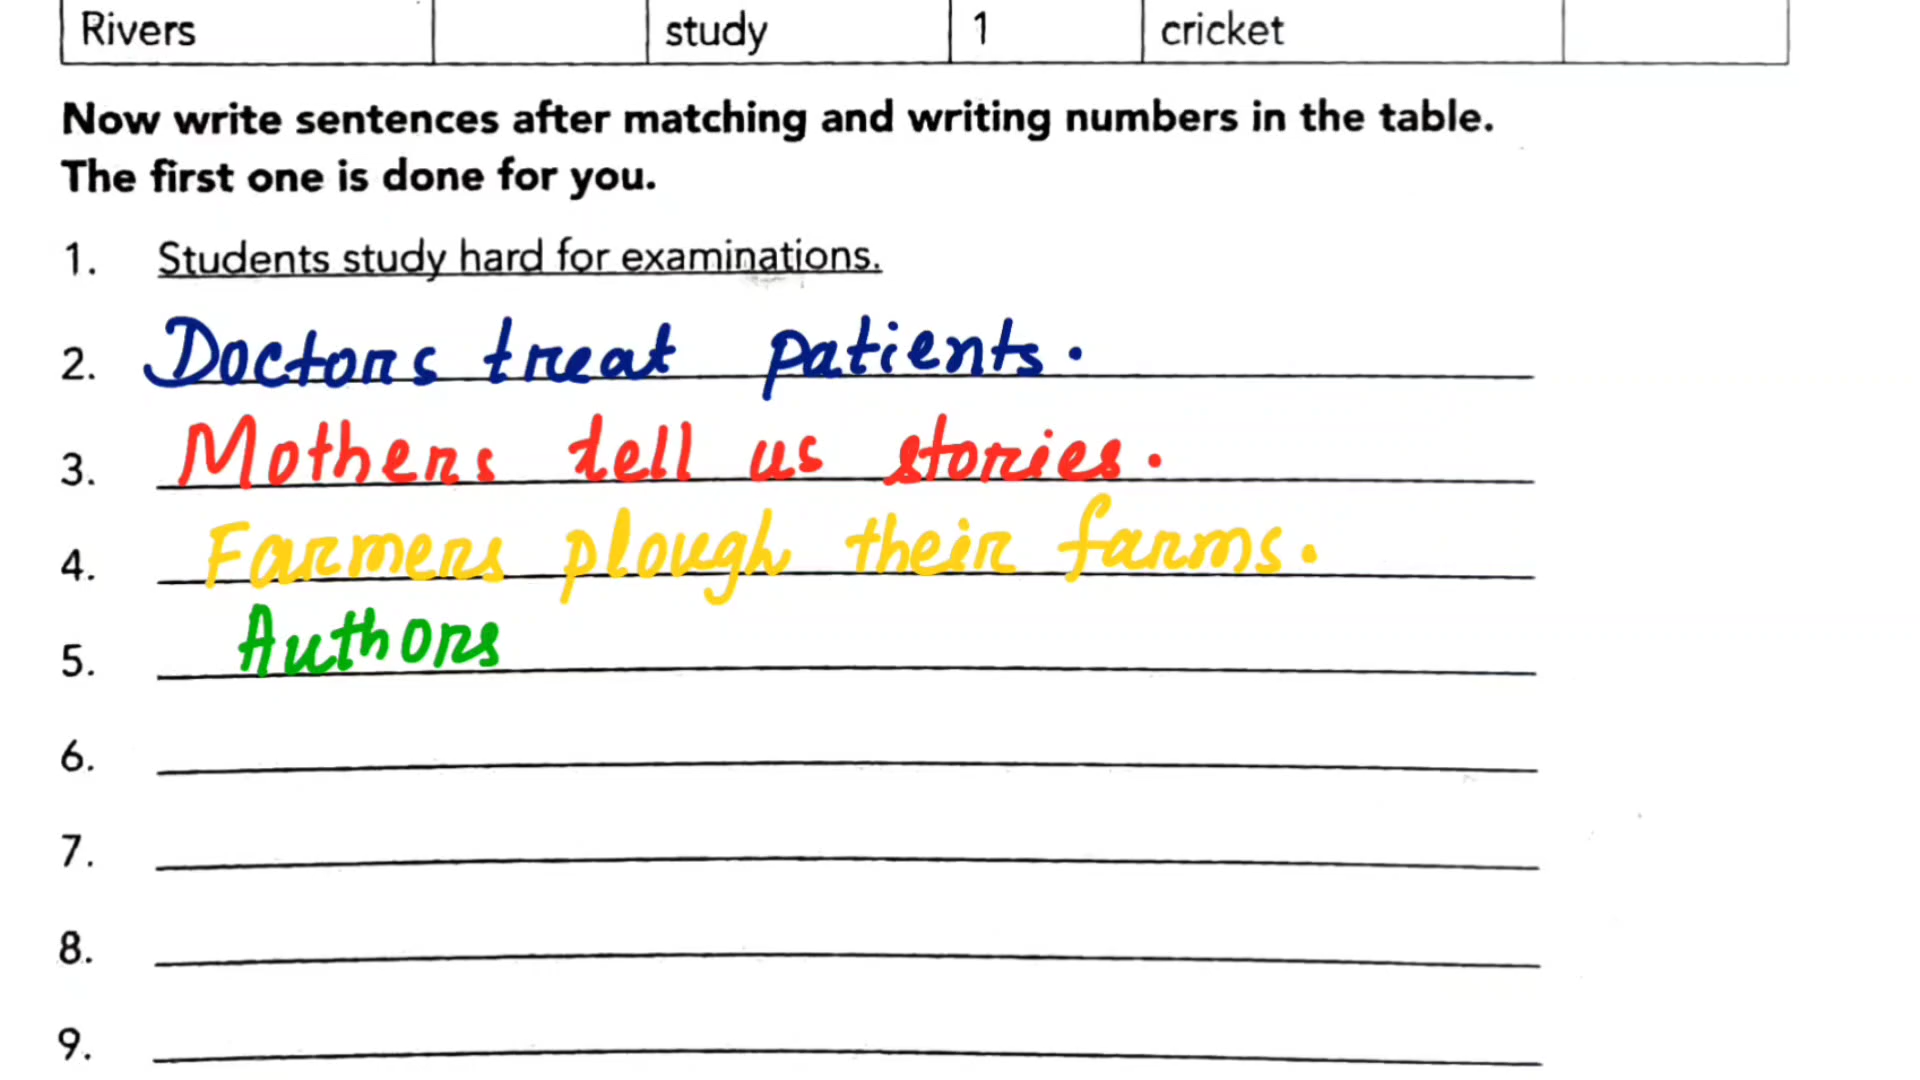 Rivers study 1 cricket
Now write sentences after matching and writing numbers in the table.
The first one is done for you.
1. Students study hard for examinations.
2. Doctors treat patients.
3. Mothers tell us stories.
4. Farmers plough their farms.
5. Authors
6.
7.
8.
9.